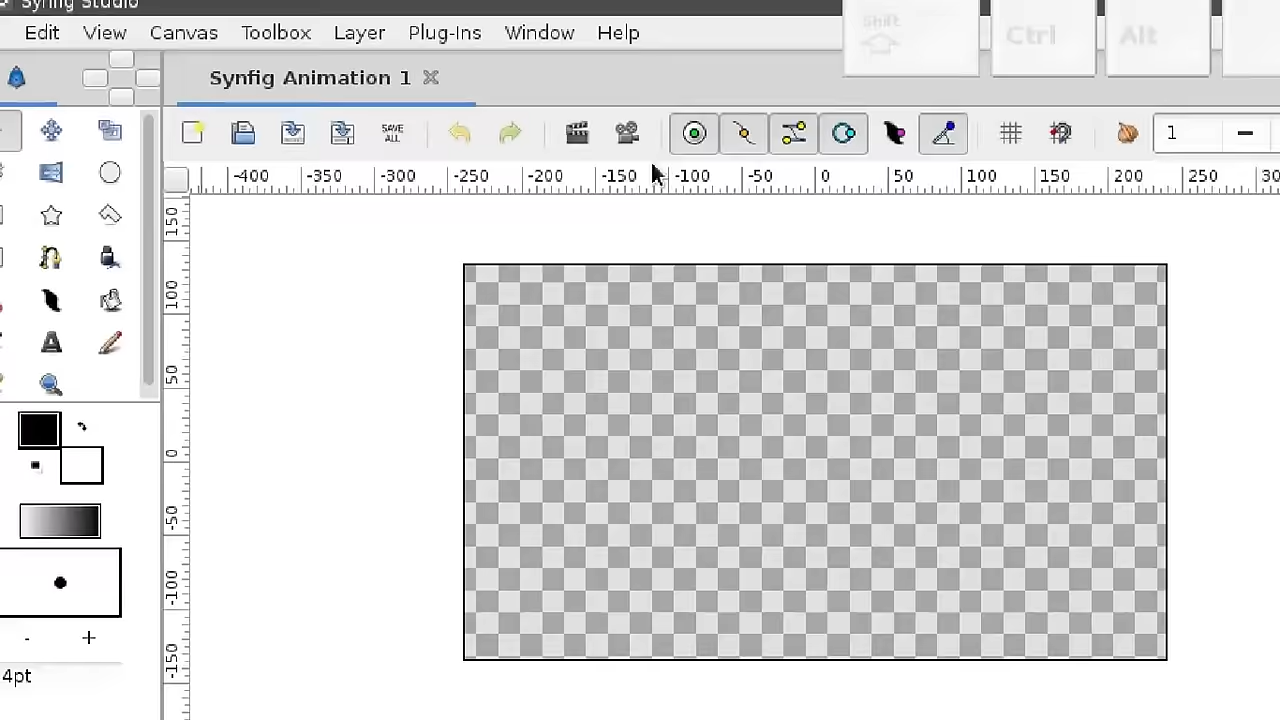 Synfig Studio
Edit View Canvas Toolbox Layer Plug-Ins Window Help
Shift Ctrl Alt
Synfig Animation 1
SAVE ALL
1
-400 -350 -300 -250 -200 -150 -100 -50 0 50 100 150 200 250 30
150
100
50
0
-50
-100
-150
- +
4pt